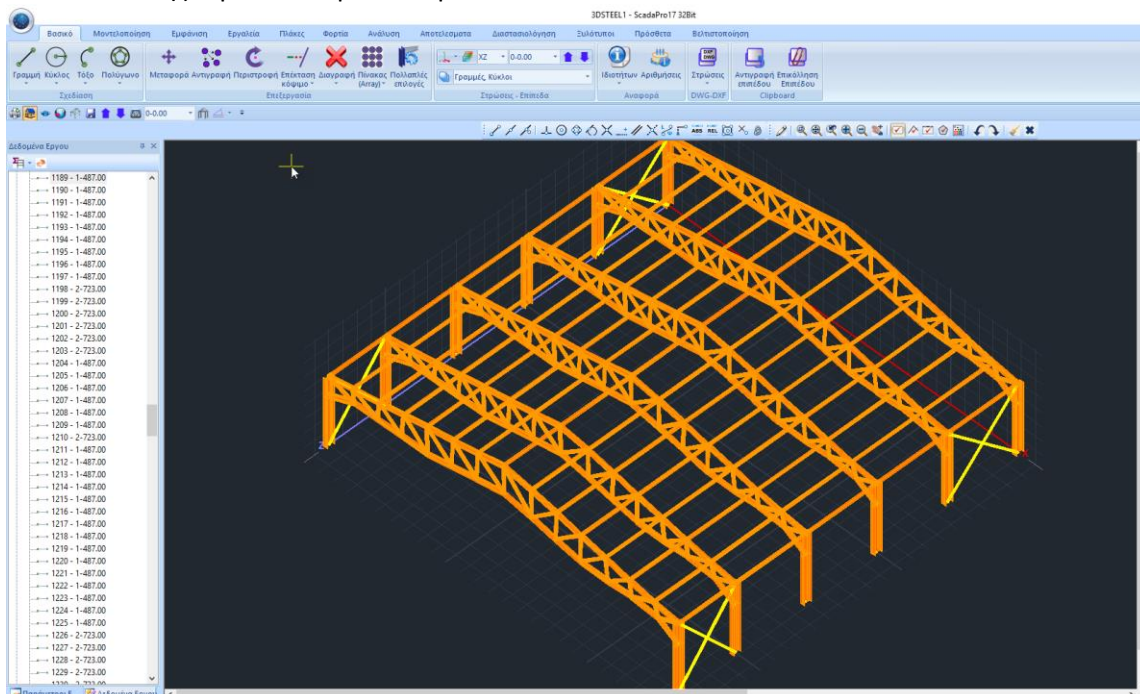 3DSTEEL1 - ScadaPro17 32Bit
Βασικό Μοντελοποίηση Εμφάνιση Εργαλεία Πλάκες Φορτία Ανάλυση Αποτελεσματα Διαστασιολόγηση Ξυλότυποι Πρόσθετα Βελτιστοποίηση
Γραμμή Κύκλος Τόξο Πολύγωνο Μεταφορά Αντιγραφή Περιστροφή Επέκταση κόψιμο Διαγραφή Πίνακας (Array) Πολλαπλές επιλογές XZ 0-0.00 Γραμμές, Κύκλοι Ιδιοτήτων Αριθμήσεις Στρώσεις Αντιγραφή επιπέδου Επικόλληση Επιπέδου
Σχεδίαση Επεξεργασία Στρώσεις - Επίπεδα Αναφορά DWG-DXF Clipboard
0-0.00
ABS REL
Δεδομένα Εργου
1189 - 1-487.00
1190 - 1-487.00
1191 - 1-487.00
1192 - 1-487.00
1193 - 1-487.00
1194 - 1-487.00
1195 - 1-487.00
1196 - 1-487.00
1197 - 1-487.00
1198 - 2-723.00
1199 - 2-723.00
1200 - 2-723.00
1201 - 2-723.00
1202 - 2-723.00
1203 - 2-723.00
1204 - 1-487.00
1205 - 1-487.00
1206 - 1-487.00
1207 - 1-487.00
1208 - 1-487.00
1209 - 1-487.00
1210 - 2-723.00
1211 - 1-487.00
1212 - 1-487.00
1213 - 1-487.00
1214 - 1-487.00
1215 - 1-487.00
1216 - 1-487.00
1217 - 1-487.00
1218 - 1-487.00
1219 - 1-487.00
1220 - 1-487.00
1221 - 1-487.00
1222 - 1-487.00
1223 - 1-487.00
1224 - 1-487.00
1225 - 1-487.00
1226 - 2-723.00
1227 - 2-723.00
1228 - 2-723.00
1229 - 2-723.00